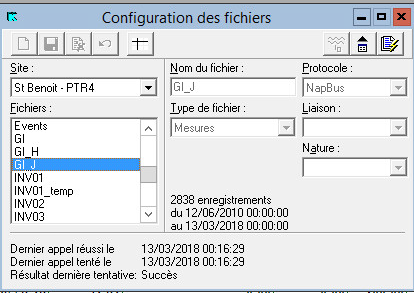 Configuration des fichiers
Site :
St Benoit - PTR4
Nom du fichier :
GI_J
Protocole :
NapBus
Fichiers :
Events
GI
GI_H
GI_J
INV01
INV01_temp
INV02
INV03
Type de fichier :
Mesures
Liaison :
Nature :
2838 enregistrements
du 12/06/2010 00:00:00
au 13/03/2018 00:00:00
Dernier appel réussi le 13/03/2018 00:16:29
Dernier appel tenté le 13/03/2018 00:16:29
Résultat dernière tentative: Succès